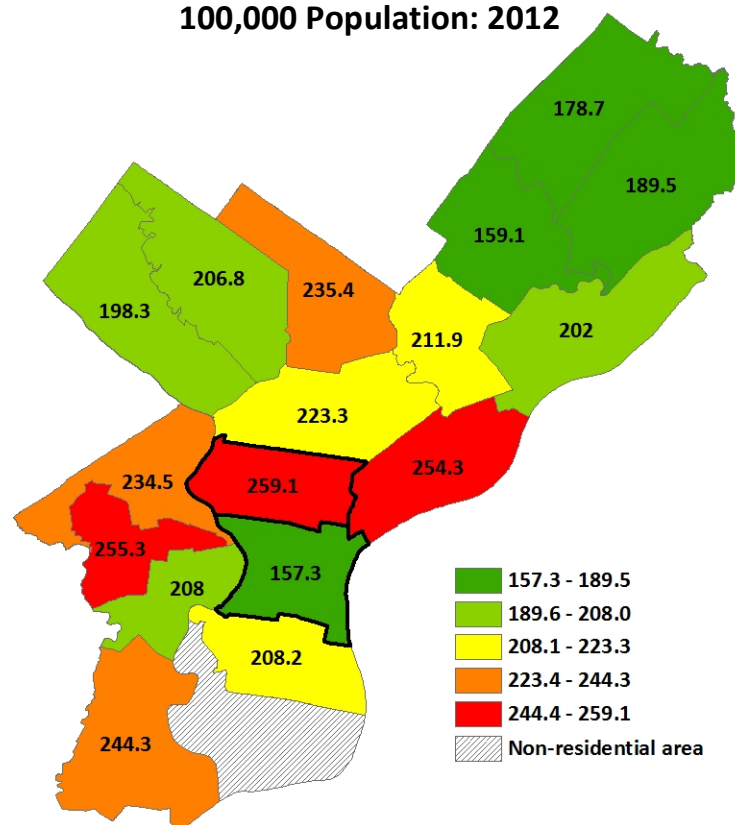 100,000 Population: 2012
178.7
189.5
159.1
206.8
235.4
198.3
202
211.9
223.3
254.3
234.5
259.1
255.3
157.3
208
208.2
244.3
157.3 - 189.5
189.6 - 208.0
208.1 - 223.3
223.4 - 244.3
244.4 - 259.1
Non-residential area